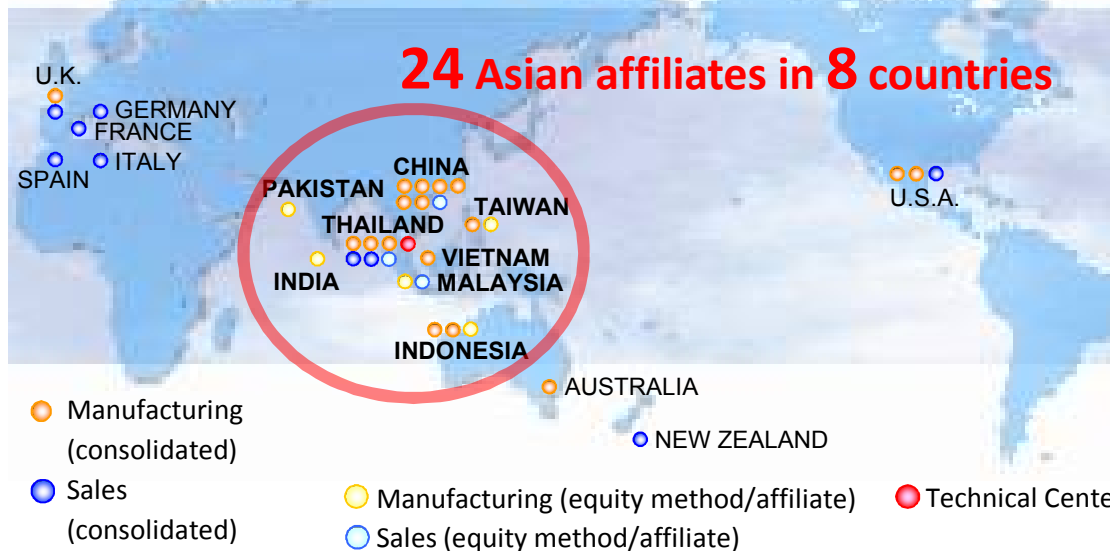 24 Asian affiliates in 8 countries
U.K.
GERMANY
FRANCE
SPAIN
ITALY
CHINA
PAKISTAN
TAIWAN
THAILAND
VIETNAM
INDIA
MALAYSIA
INDONESIA
U.S.A.
AUSTRALIA
NEW ZEALAND
Manufacturing
(consolidated)
Sales
(consolidated)
Manufacturing (equity method/affiliate)
Sales (equity method/affiliate)
Technical Cente